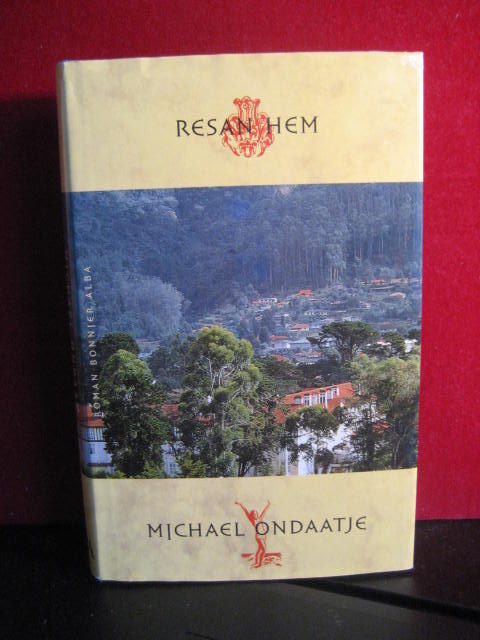 RESAN HEM
ROMAN BONNIER ALBA
MICHAEL ONDAATJE